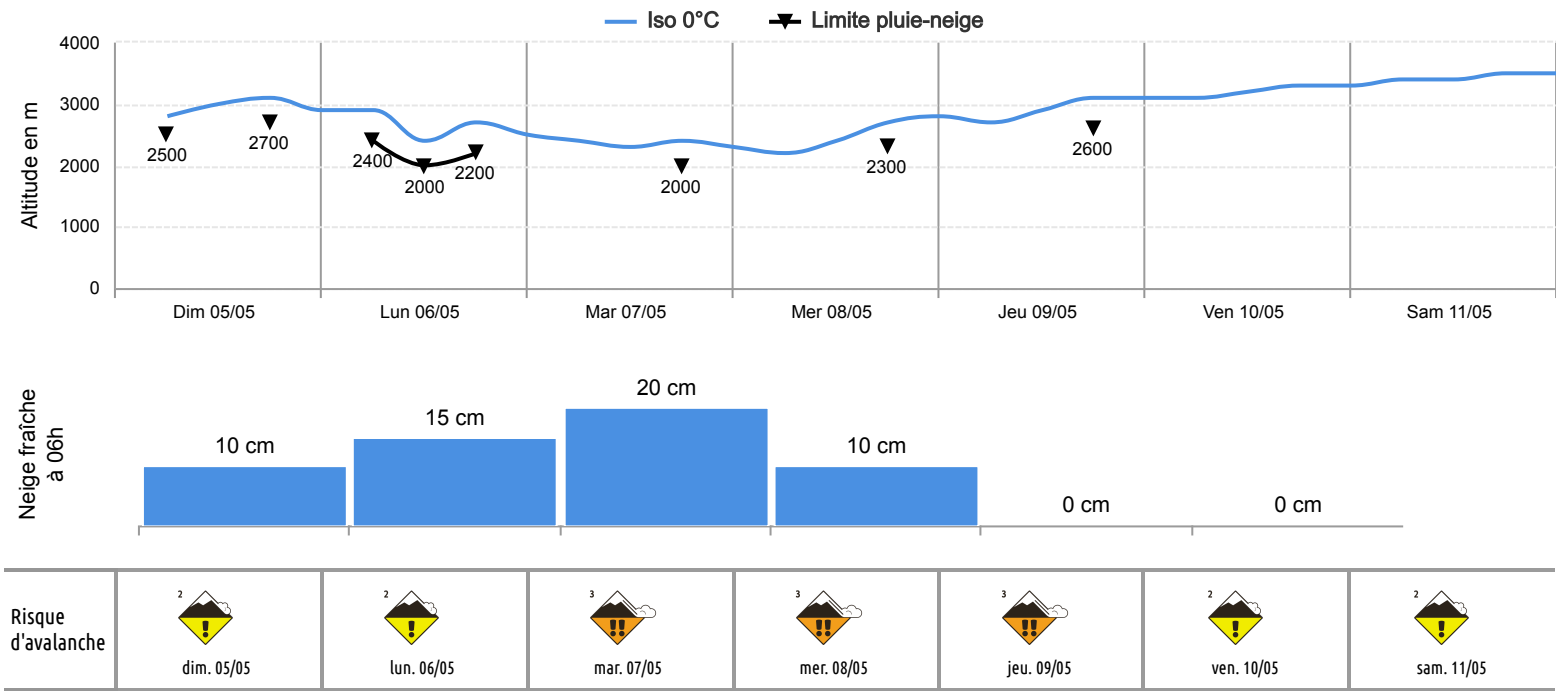 Iso 0°C
Limite pluie-neige
Altitude en m
4000
3000
2000
1000
0
2500
2700
2400
2000
2200
2000
2300
2600
Dim 05/05
Lun 06/05
Mar 07/05
Mer 08/05
Jeu 09/05
Ven 10/05
Sam 11/05
Neige fraîche
à 06h
10 cm
15 cm
20 cm
10 cm
0 cm
0 cm
Risque
d'avalanche
2
!
dim. 05/05
2
!
lun. 06/05
3
!!
mar. 07/05
3
!!
mer. 08/05
3
!!
jeu. 09/05
2
!
ven. 10/05
2
!
sam. 11/05